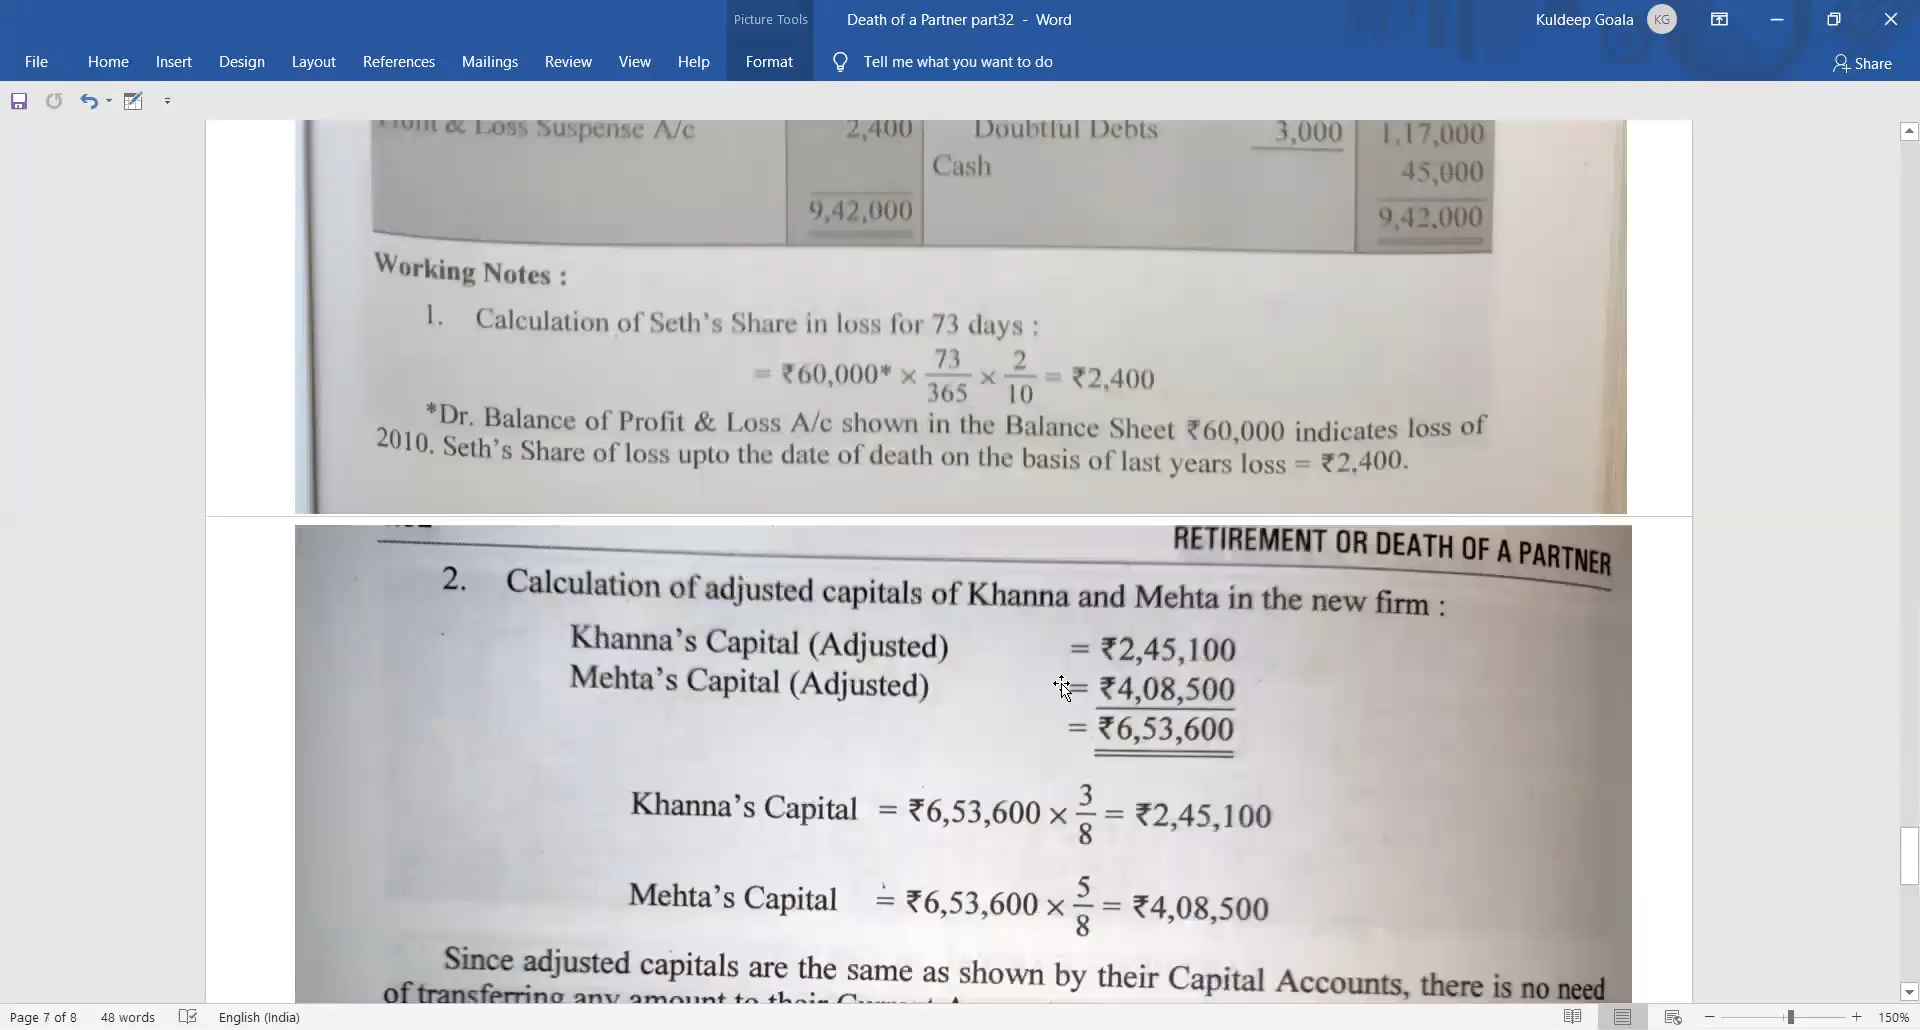 Picture Tools
Death of a Partner part32 - Word
Kuldeep Goala
KG
File Home Insert Design Layout References Mailings Review View Help Format Tell me what you want to do
Share
Profit & Loss Suspense A/c 2,400 Doubtful Debts 3,000 1,17,000
Cash 45,000
9,42,000 9,42,000
Working Notes :
1. Calculation of Seth's Share in loss for 73 days :
= ₹60,000* × 73/365 × 2/10 = ₹2,400
*Dr. Balance of Profit & Loss A/c shown in the Balance Sheet ₹60,000 indicates loss of
2010. Seth's Share of loss upto the date of death on the basis of last years loss = ₹2,400.
RETIREMENT OR DEATH OF A PARTNER
2. Calculation of adjusted capitals of Khanna and Mehta in the new firm :
Khanna's Capital (Adjusted) = ₹2,45,100
Mehta's Capital (Adjusted) = ₹4,08,500
= ₹6,53,600
Khanna's Capital = ₹6,53,600 × 3/8 = ₹2,45,100
Mehta's Capital = ₹6,53,600 × 5/8 = ₹4,08,500
Since adjusted capitals are the same as shown by their Capital Accounts, there is no need
of transferring any amount to their
Page 7 of 8 48 words English (India) 150%